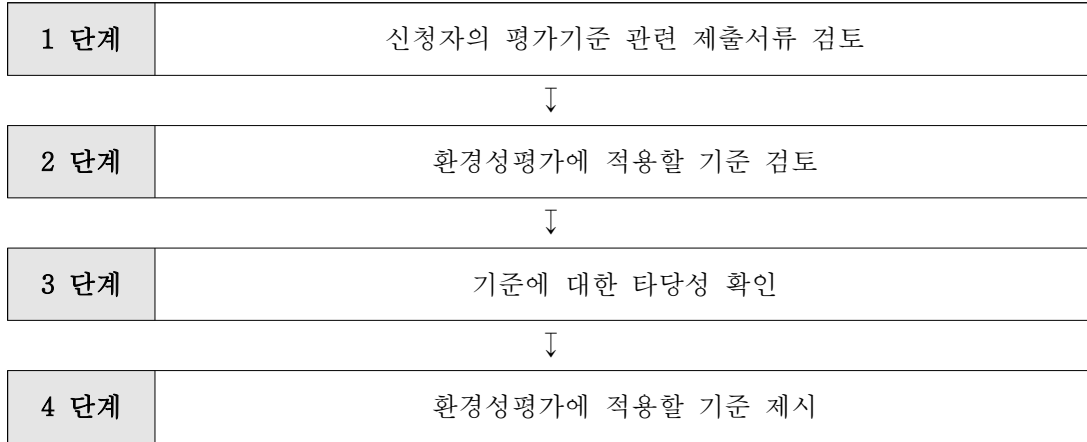 1 단계 신청자의 평가기준 관련 제출서류 검토
↧
2 단계 환경성평가에 적용할 기준 검토
↧
3 단계 기준에 대한 타당성 확인
↧
4 단계 환경성평가에 적용할 기준 제시